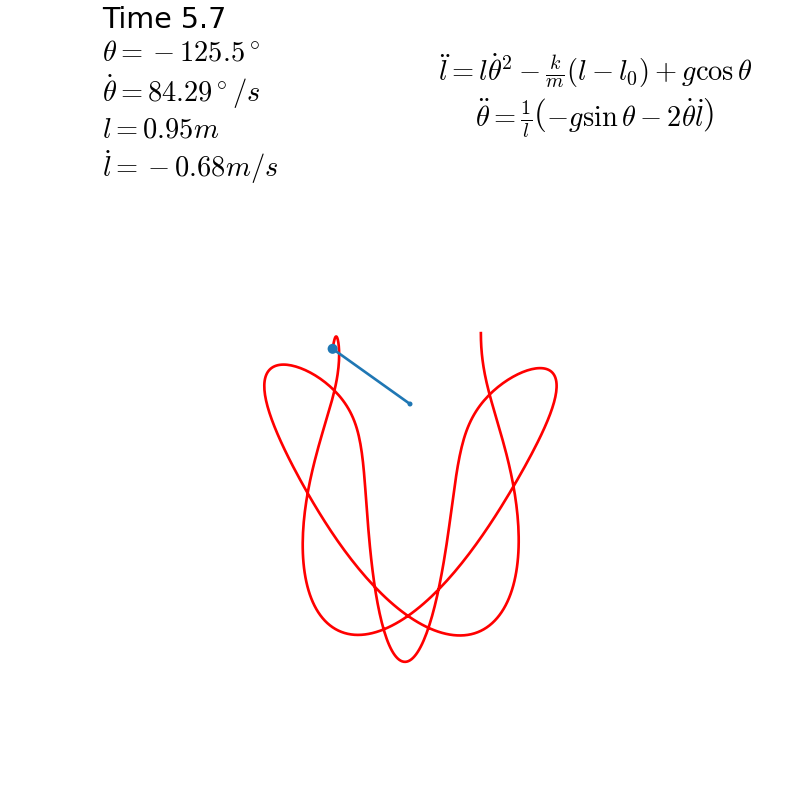 Time 5.7
θ = −125.5°
θ̇ = 84.29°/s
l = 0.95m
l̇ = −0.68m/s
l̈ = lθ̇² − k/m(l − l₀) + g cos θ
θ̈ = 1/l(−g sin θ − 2θ̇l̇)